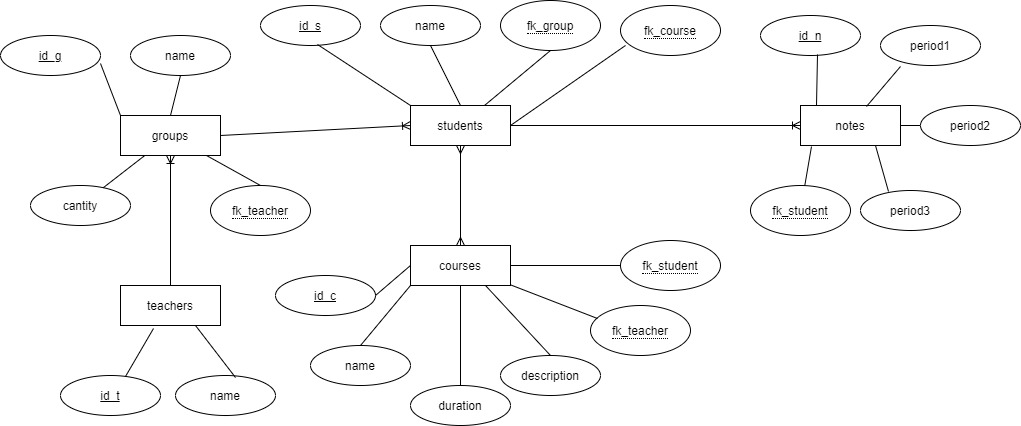 id_s
name
fk_group
fk_course
id_n
period1
id_g
name
groups
students
notes
period2
cantity
fk_teacher
fk_student
period3
courses
fk_student
id_c
teachers
fk_teacher
name
description
id_t
name
duration